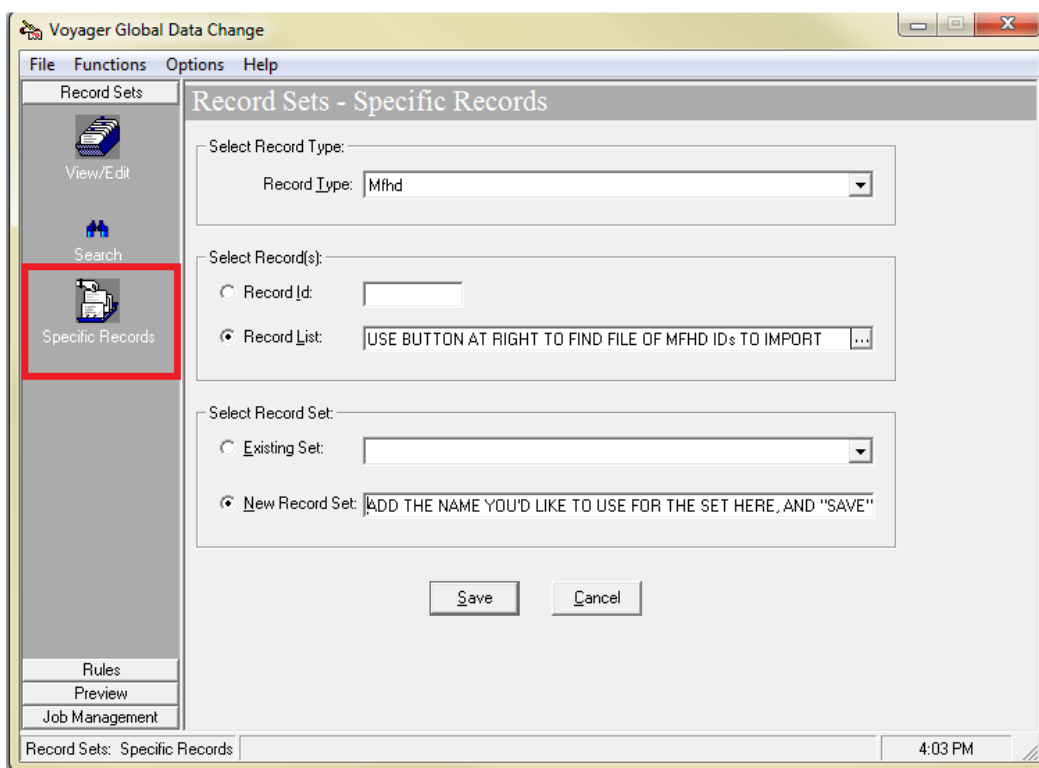 Voyager Global Data Change
File Functions Options Help
Record Sets
View/Edit
Search
Specific Records
Rules
Preview
Job Management
Record Sets - Specific Records
Select Record Type:
Record Type: Mfhd
Select Record(s):
Record Id:
Record List: USE BUTTON AT RIGHT TO FIND FILE OF MFHD IDs TO IMPORT ...
Select Record Set:
Existing Set:
New Record Set: ADD THE NAME YOU'D LIKE TO USE FOR THE SET HERE, AND "SAVE"
Save Cancel
Record Sets: Specific Records 4:03 PM